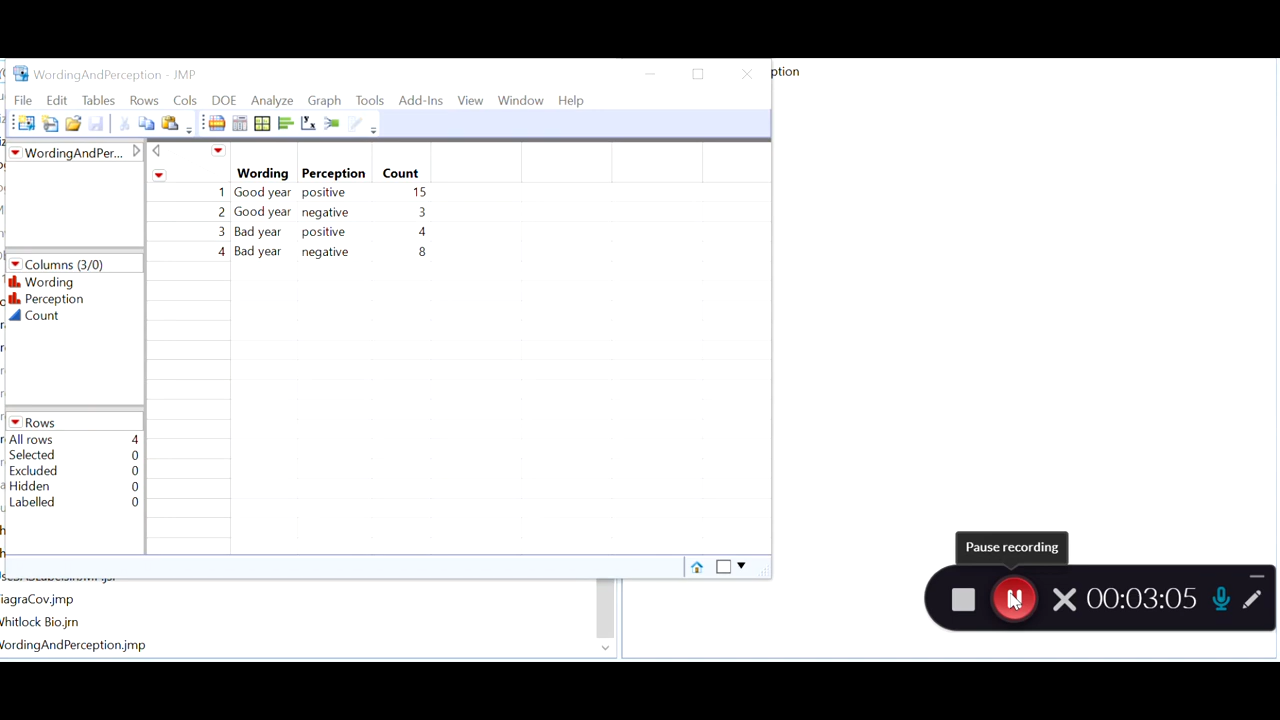 WordingAndPerception - JMP
ption
File Edit Tables Rows Cols DOE Analyze Graph Tools Add-Ins View Window Help
WordingAndPer...
Wording Perception Count
1 Good year positive 15
2 Good year negative 3
3 Bad year positive 4
4 Bad year negative 8
Columns (3/0)
Wording
Perception
Count
Rows
All rows 4
Selected 0
Excluded 0
Hidden 0
Labelled 0
Pause recording
00:03:05
iagraCov.jmp
Whitlock Bio.jrn
WordingAndPerception.jmp